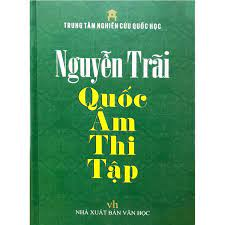 TRUNG TÂM NGHIÊN CỨU QUỐC HỌC
Nguyễn Trãi
Quốc
Âm
Thi
Tập
vh
NHÀ XUẤT BẢN VĂN HỌC